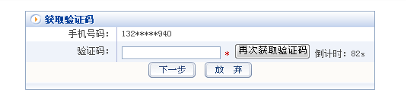 获取验证码
手机号码： 132*****940
验证码： * 再次获取验证码 倒计时：82s
下一步 放 弃